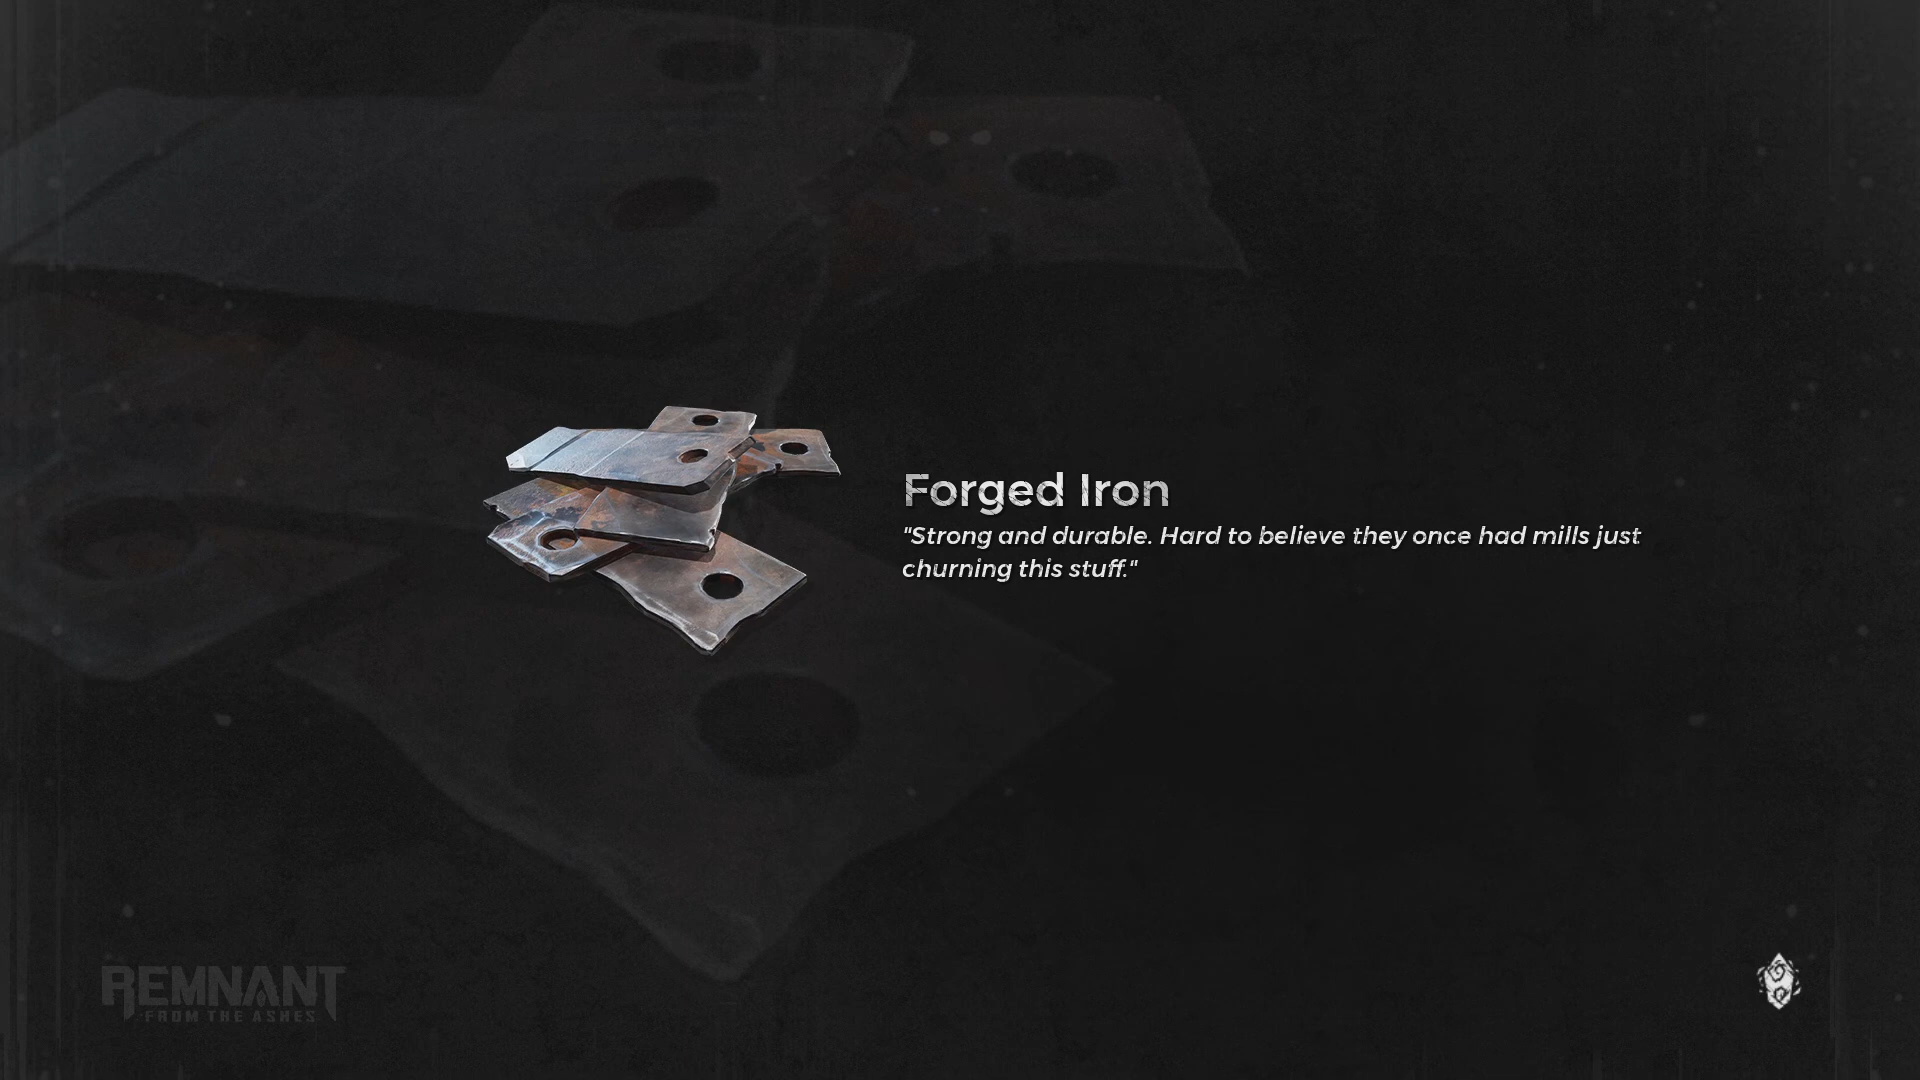 Forged Iron
"Strong and durable. Hard to believe they once had mills just
churning this stuff."
REMNANT
FROM THE ASHES